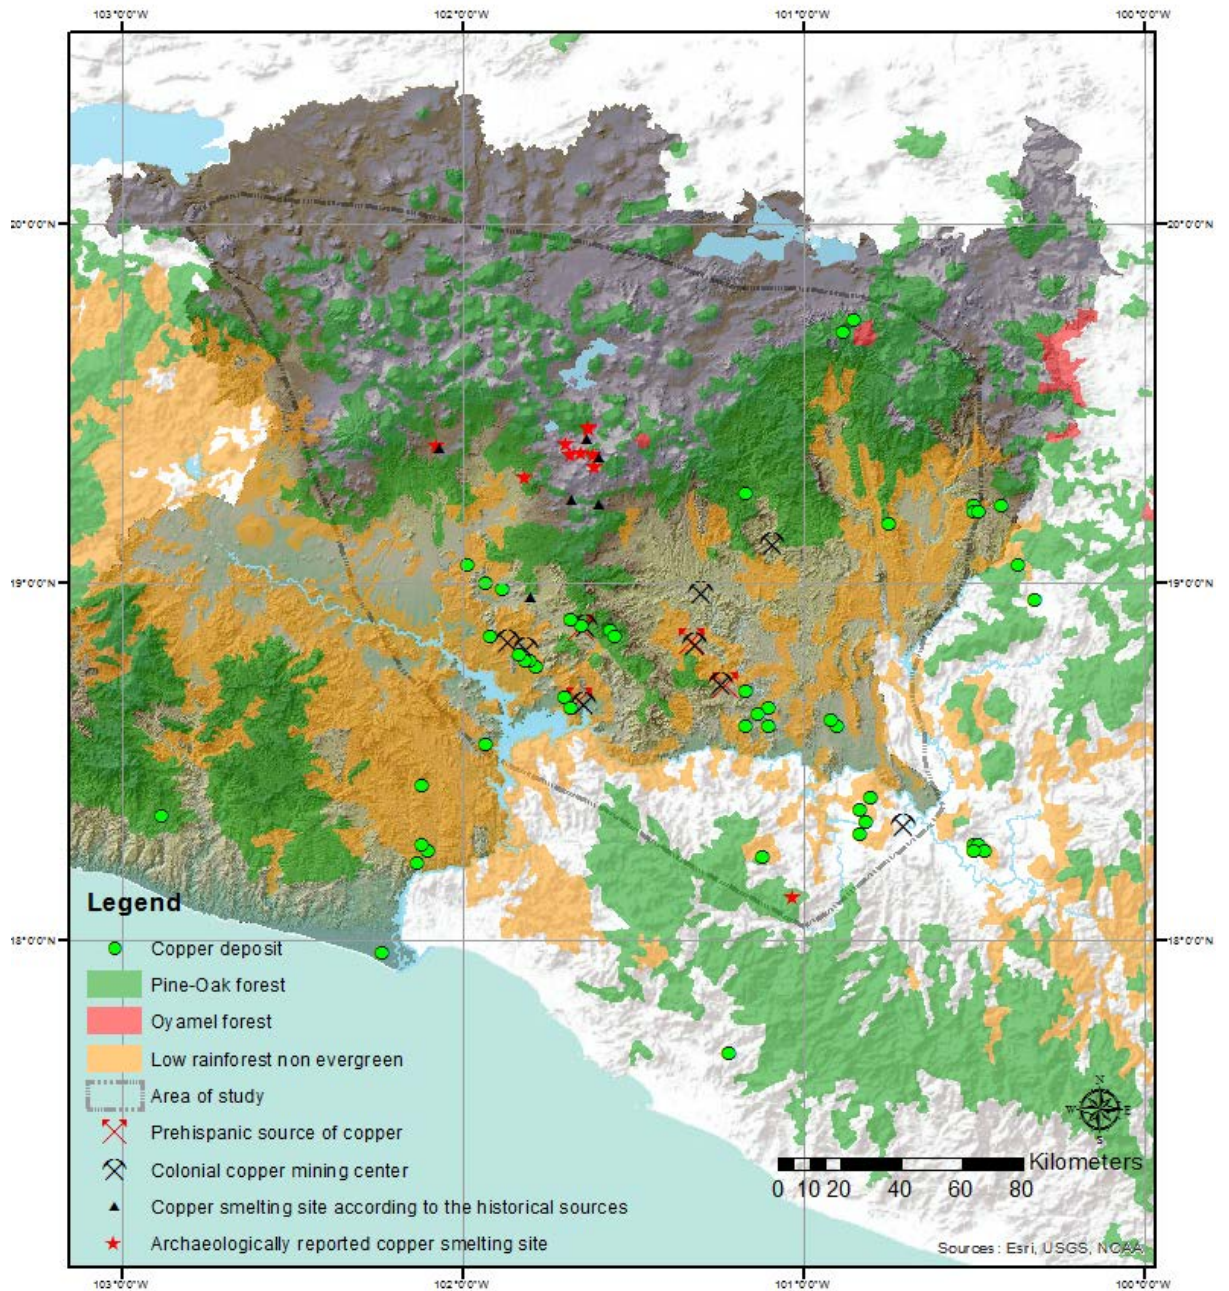 103°0'0"W 102°0'0"W 101°0'0"W 100°0'0"W
20°0'0"N 20°0'0"N
19°0'0"N 19°0'0"N
18°0'0"N 18°0'0"N
Legend
Copper deposit
Pine-Oak forest
Oyamel forest
Low rainforest non evergreen
Area of study
Prehispanic source of copper
Colonial copper mining center
Copper smelting site according to the historical sources
Archaeologically reported copper smelting site
N
W E
S
Kilometers
0 10 20 40 60 80
Sources: Esri, USGS, NOAA
103°0'0"W 102°0'0"W 101°0'0"W 100°0'0"W